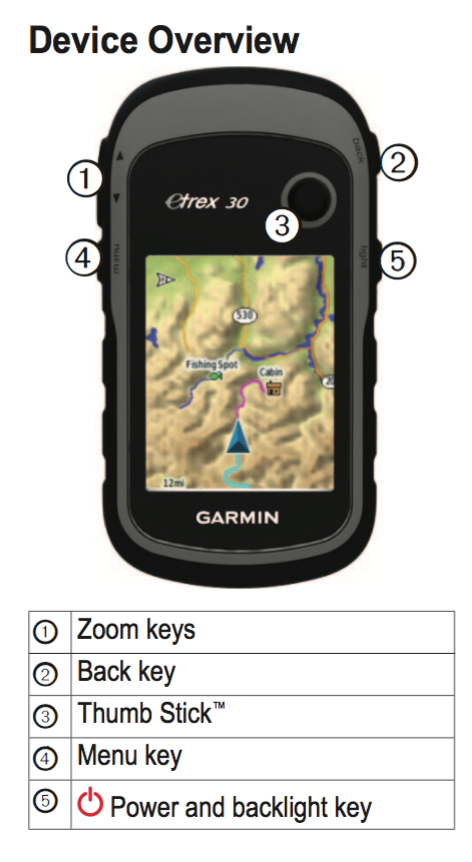 Device Overview
back
①
②
etrex 30
③
④
menu
light
⑤
530
Fishing Spot
Cabin
20
12mi
GARMIN
① Zoom keys
② Back key
③ Thumb Stick™
④ Menu key
⑤ Power and backlight key